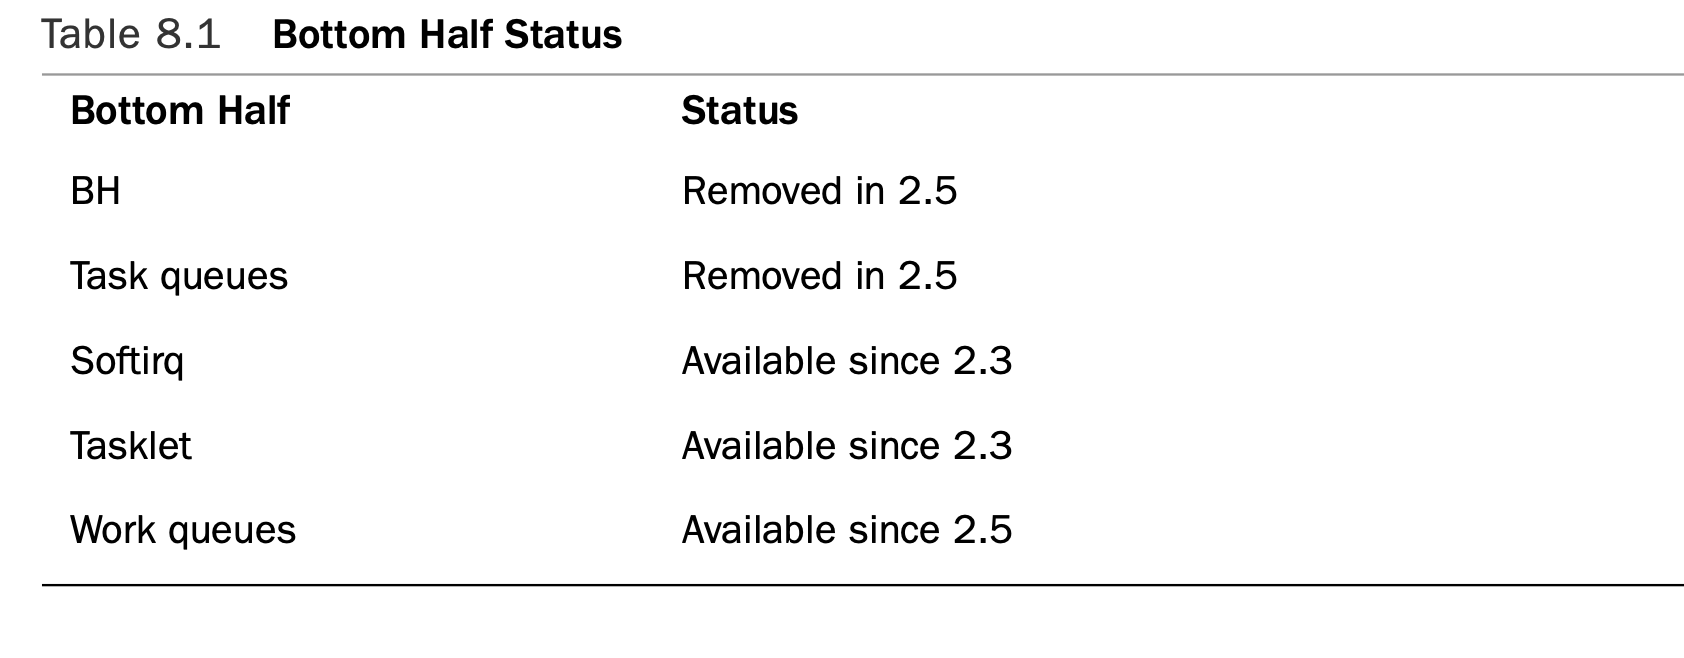 Table 8.1 Bottom Half Status
Bottom Half Status
BH Removed in 2.5
Task queues Removed in 2.5
Softirq Available since 2.3
Tasklet Available since 2.3
Work queues Available since 2.5